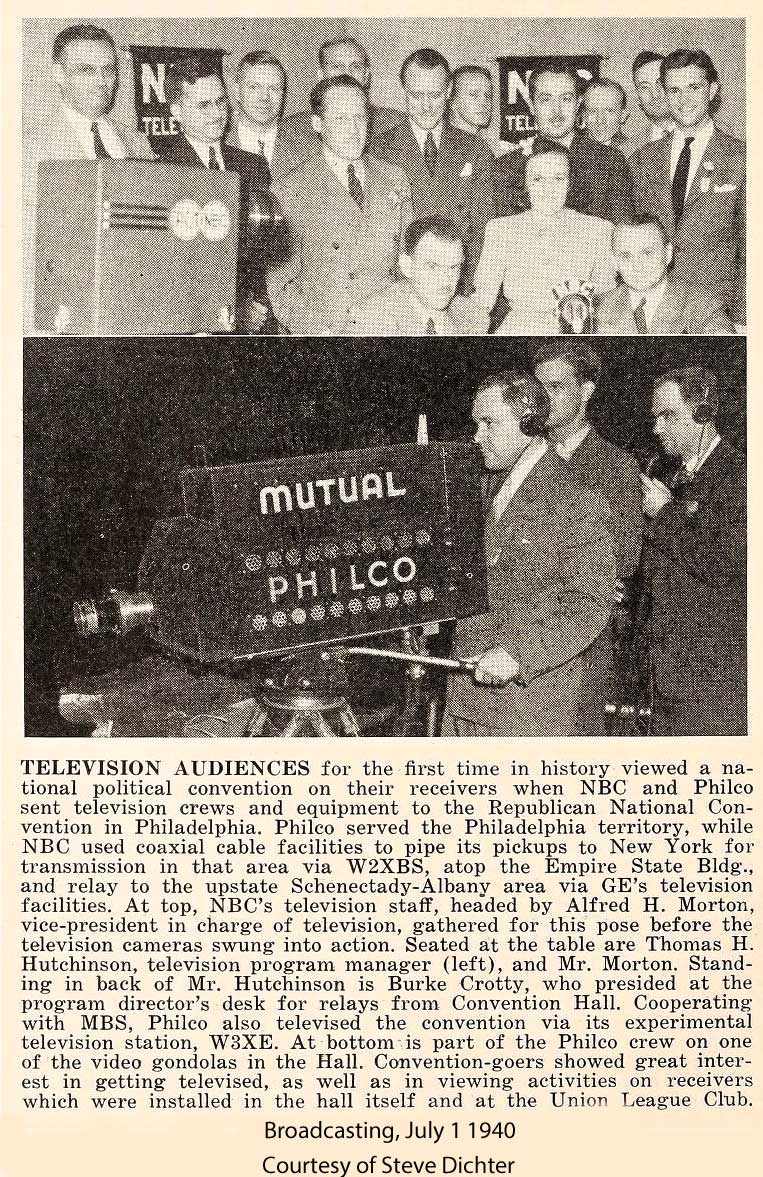 N
TELE
N C
TEL
MUTUAL
PHILCO
TELEVISION AUDIENCES for the first time in history viewed a na-
tional political convention on their receivers when NBC and Philco
sent television crews and equipment to the Republican National Con-
vention in Philadelphia. Philco served the Philadelphia territory, while
NBC used coaxial cable facilities to pipe its pickups to New York for
transmission in that area via W2XBS, atop the Empire State Bldg.,
and relay to the upstate Schenectady-Albany area via GE's television
facilities. At top, NBC's television staff, headed by Alfred H. Morton,
vice-president in charge of television, gathered for this pose before the
television cameras swung into action. Seated at the table are Thomas H.
Hutchinson, television program manager (left), and Mr. Morton. Stand-
ing in back of Mr. Hutchinson is Burke Crotty, who presided at the
program director's desk for relays from Convention Hall. Cooperating
with MBS, Philco also televised the convention via its experimental
television station, W3XE. At bottom is part of the Philco crew on one
of the video gondolas in the Hall. Convention-goers showed great inter-
est in getting televised, as well as in viewing activities on receivers
which were installed in the hall itself and at the Union League Club.
Broadcasting, July 1 1940
Courtesy of Steve Dichter